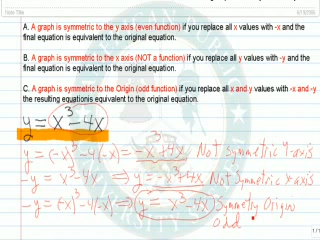 A. A graph is symmetric to the y axis (even function) if you replace all x values with -x and the
final equation is equivalent to the original equation.
B. A graph is symmetric to the x axis (NOT a function) if you replace all y values with -y and the
final equation is equivalent to the original equation.
C. A graph is symmetric to the Origin (odd function) if you replace all x and y values with -x and -y
the resulting equationis equivalent to the original equation.
y = x³-4x
y = (-x)³-4(-x) = -x³+4x Not Symmetric Y-axis
-y = x³-4x ⇒ y = -x³+4x Not Symmetric x-axis
-y = (-x)³-4(-x) ⇒ y = x³-4x Symmetry Origin
odd